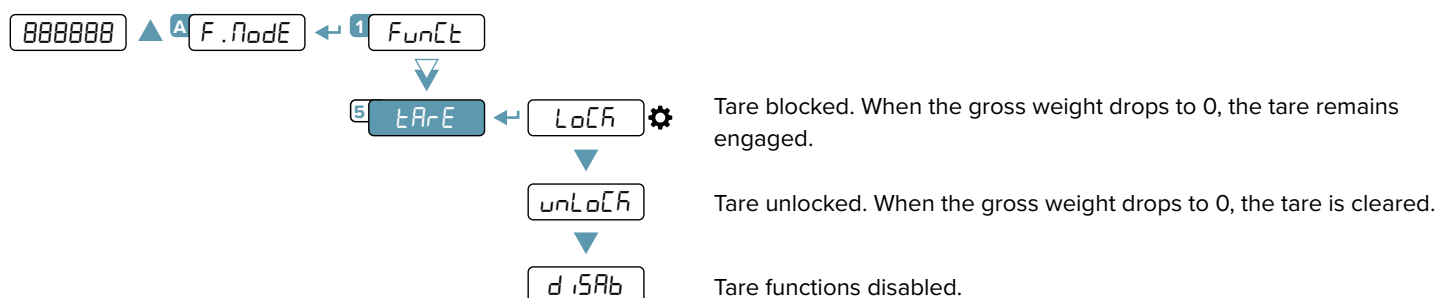 888888 A F.ModE 1 FunCt
5 tArE LoCK Tare blocked. When the gross weight drops to 0, the tare remains
engaged.
unLoCK Tare unlocked. When the gross weight drops to 0, the tare is cleared.
diSAb Tare functions disabled.